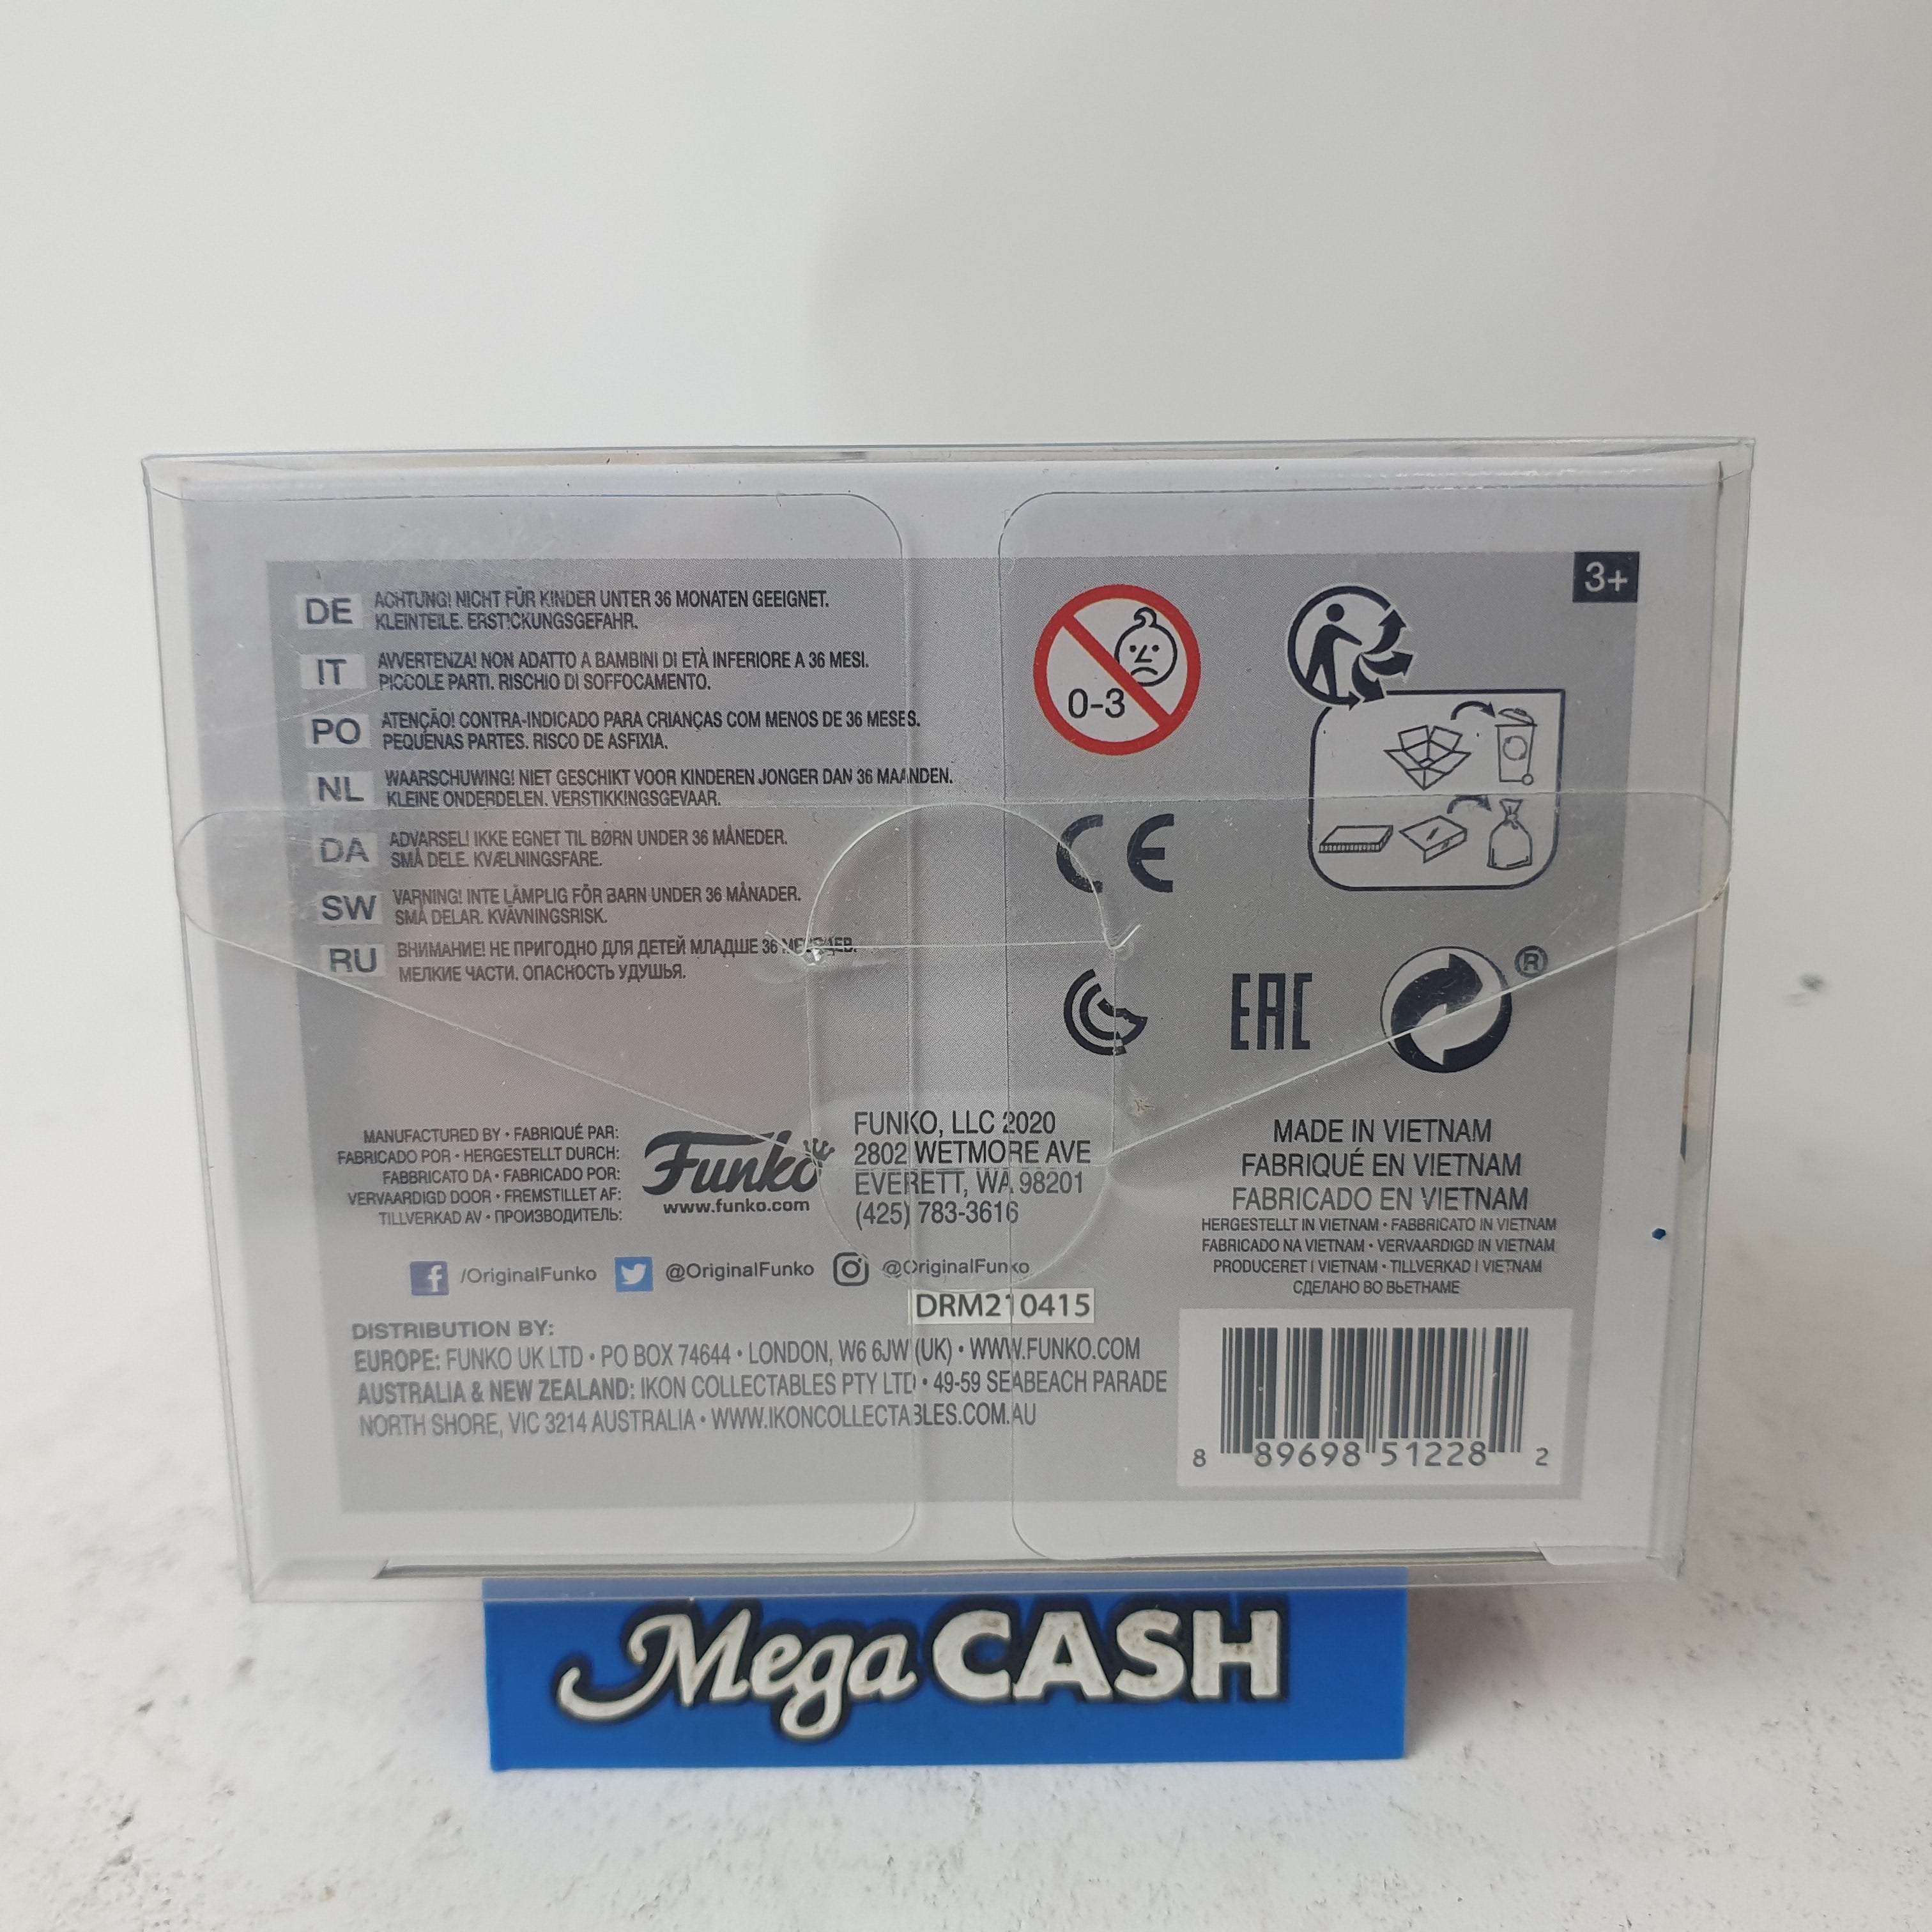 3+
DE
ACHTUNG! NICHT FÜR KINDER UNTER 36 MONATEN GEEIGNET.
KLEINTEILE. ERSTICKUNGSGEFAHR.
IT
AVVERTENZA! NON ADATTO A BAMBINI DI ETÀ INFERIORE A 36 MESI.
PICCOLE PARTI. RISCHIO DI SOFFOCAMENTO.
PO
ATENÇÃO! CONTRA-INDICADO PARA CRIANÇAS COM MENOS DE 36 MESES.
PEQUENAS PARTES. RISCO DE ASFIXIA.
NL
WAARSCHUWING! NIET GESCHIKT VOOR KINDEREN JONGER DAN 36 MAANDEN.
KLEINE ONDERDELEN. VERSTIKKINGSGEVAAR.
DA
ADVARSEL! IKKE EGNET TIL BØRN UNDER 36 MÅNEDER.
SMÅ DELE. KVÆLNINGSFARE.
SW
VARNING! INTE LÄMPLIG FÖR BARN UNDER 36 MÅNADER.
SMÅ DELAR. KVÄVNINGSRISK.
RU
ВНИМАНИЕ! НЕ ПРИГОДНО ДЛЯ ДЕТЕЙ МЛАДШЕ 36 МЕСЯЦЕВ.
МЕЛКИЕ ЧАСТИ. ОПАСНОСТЬ УДУШЬЯ.
0-3
CE
EAC
®
MANUFACTURED BY • FABRIQUÉ PAR:
FABRICADO POR • HERGESTELLT DURCH:
FABBRICATO DA • FABRICADO POR:
VERVAARDIGD DOOR • FREMSTILLET AF:
TILLVERKAD AV • ПРОИЗВОДИТЕЛЬ:
Funko
www.funko.com
FUNKO, LLC 2020
2802 WETMORE AVE
EVERETT, WA 98201
(425) 783-3616
/OriginalFunko @OriginalFunko @OriginalFunko
DRM210415
DISTRIBUTION BY:
EUROPE: FUNKO UK LTD • PO BOX 74644 • LONDON, W6 6JW (UK) • WWW.FUNKO.COM
AUSTRALIA & NEW ZEALAND: IKON COLLECTABLES PTY LTD • 49-59 SEABEACH PARADE
NORTH SHORE, VIC 3214 AUSTRALIA • WWW.IKONCOLLECTABLES.COM.AU
MADE IN VIETNAM
FABRIQUÉ EN VIETNAM
FABRICADO EN VIETNAM
HERGESTELLT IN VIETNAM • FABBRICATO IN VIETNAM
FABRICADO NA VIETNAM • VERVAARDIGD IN VIETNAM
PRODUCERET I VIETNAM • TILLVERKAD I VIETNAM
СДЕЛАНО ВО ВЬЕТНАМЕ
8 89698 51228 2
Mega CASH